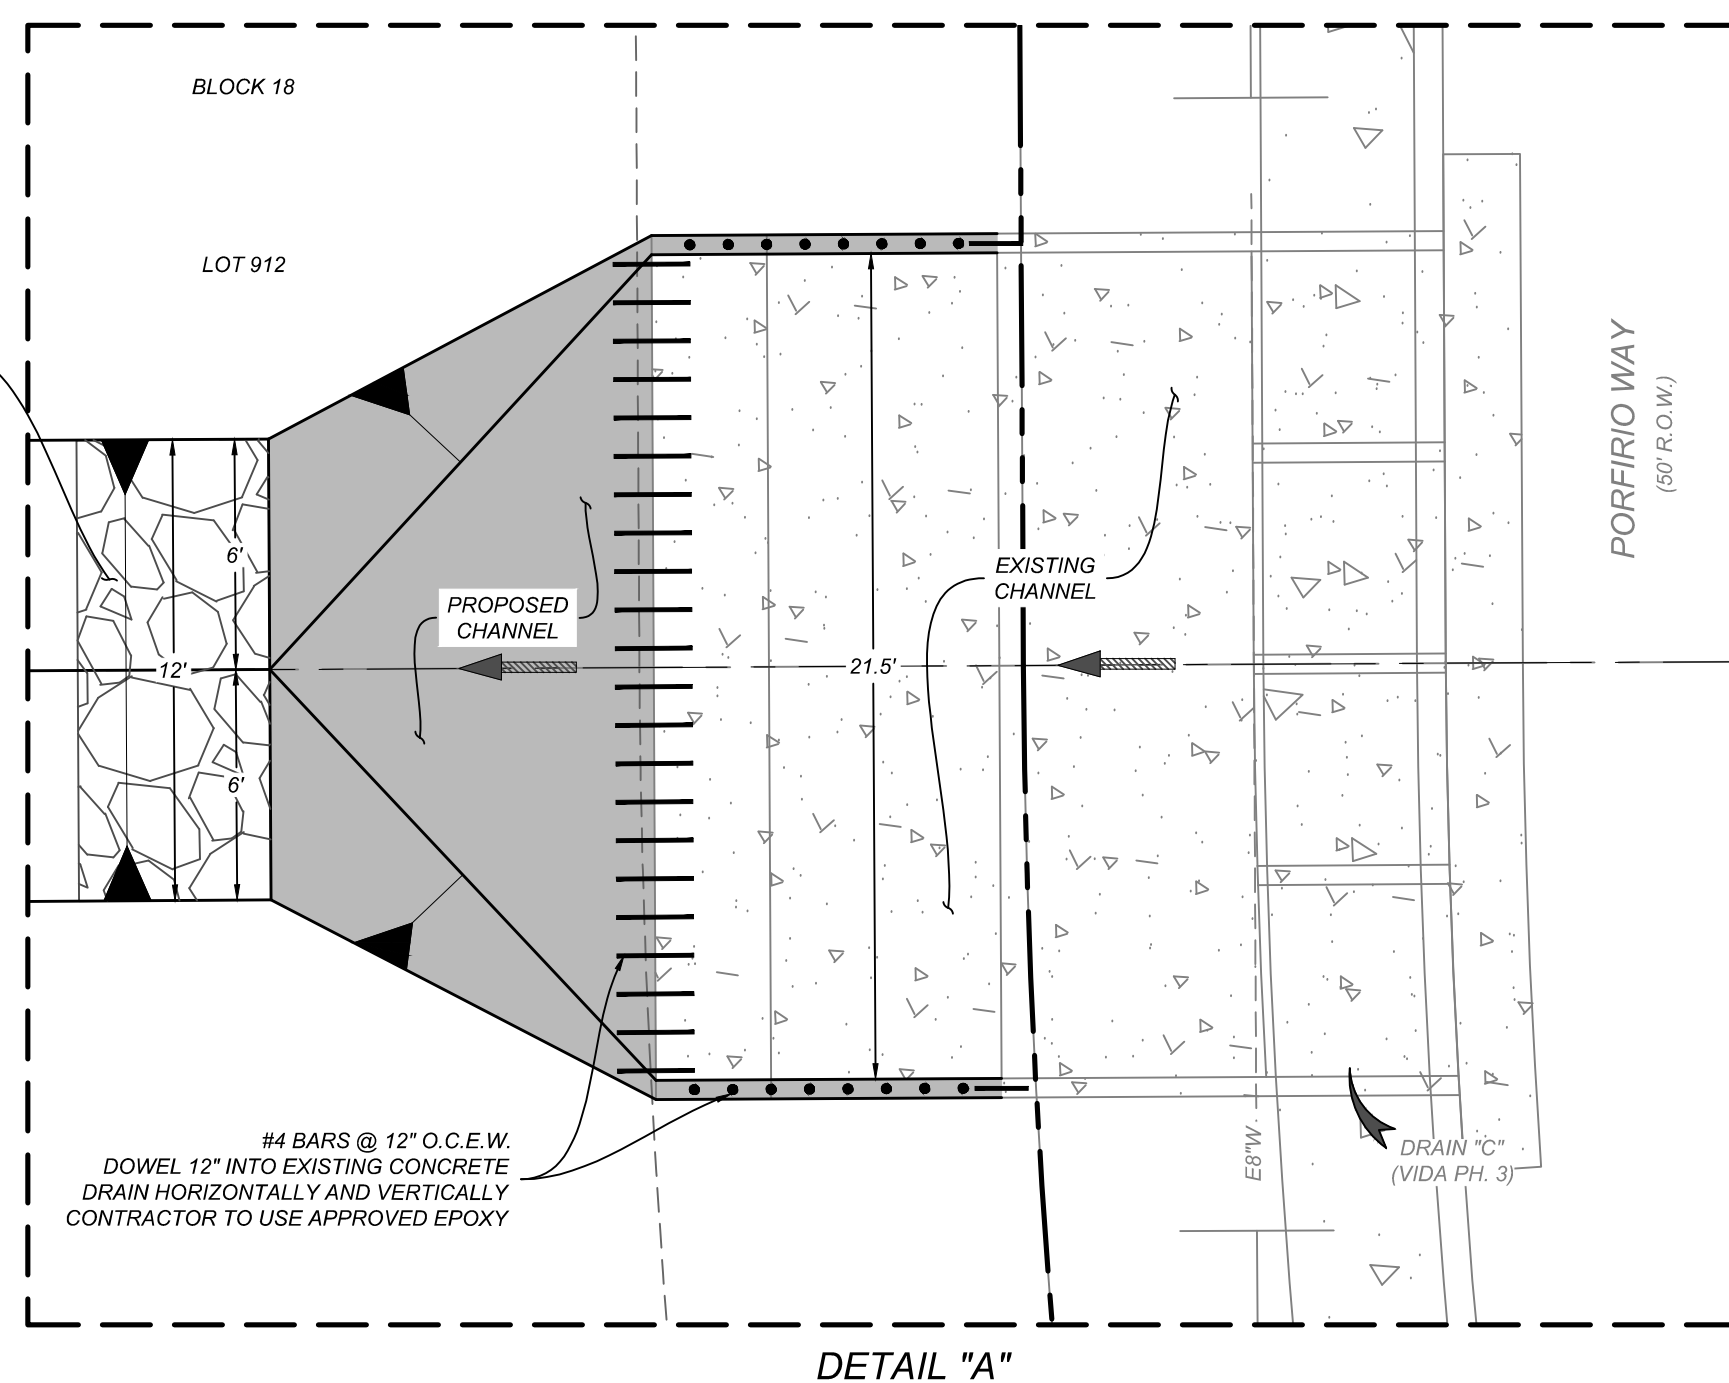 BLOCK 18
LOT 912
PORFIRIO WAY
(50' R.O.W.)
6'
EXISTING
CHANNEL
PROPOSED
CHANNEL
12'
21.5'
6'
#4 BARS @ 12" O.C.E.W.
DOWEL 12" INTO EXISTING CONCRETE
DRAIN HORIZONTALLY AND VERTICALLY
CONTRACTOR TO USE APPROVED EPOXY
E8"W
DRAIN "C"
(VIDA PH. 3)
DETAIL "A"